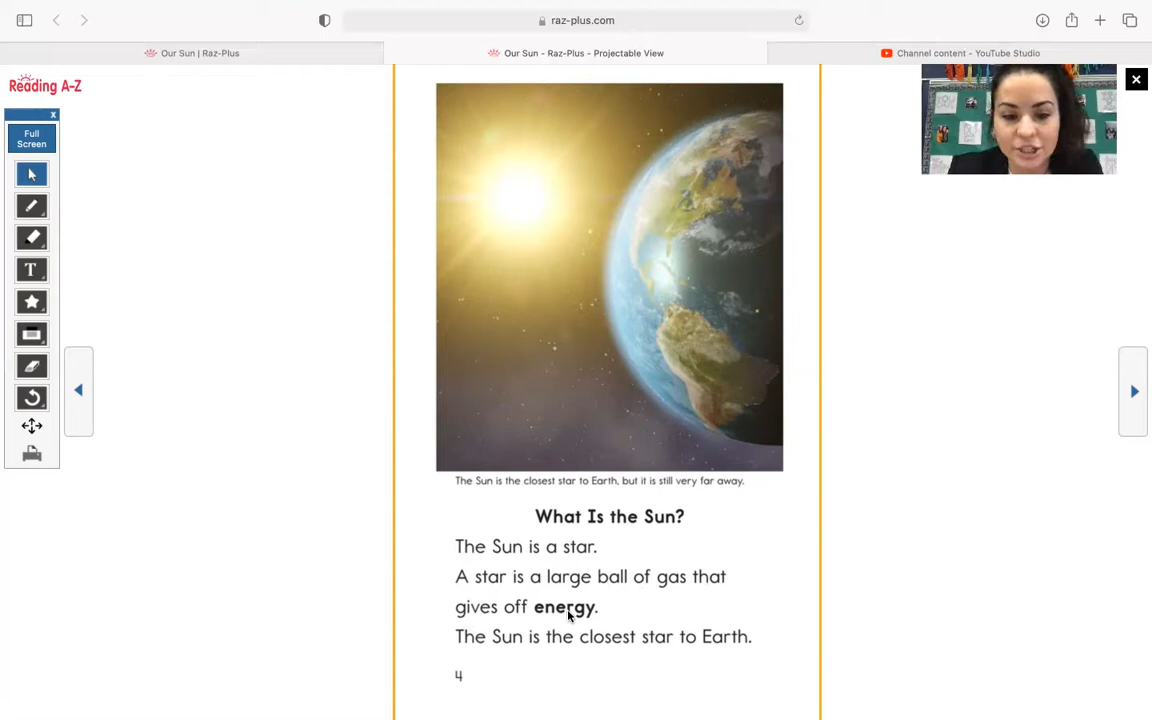 raz-plus.com
Our Sun | Raz-Plus
Our Sun - Raz-Plus - Projectable View
Channel content - YouTube Studio
Reading A-Z
x
Full
Screen
T
The Sun is the closest star to Earth, but it is still very far away.
What Is the Sun?
The Sun is a star.
A star is a large ball of gas that
gives off energy.
The Sun is the closest star to Earth.
4